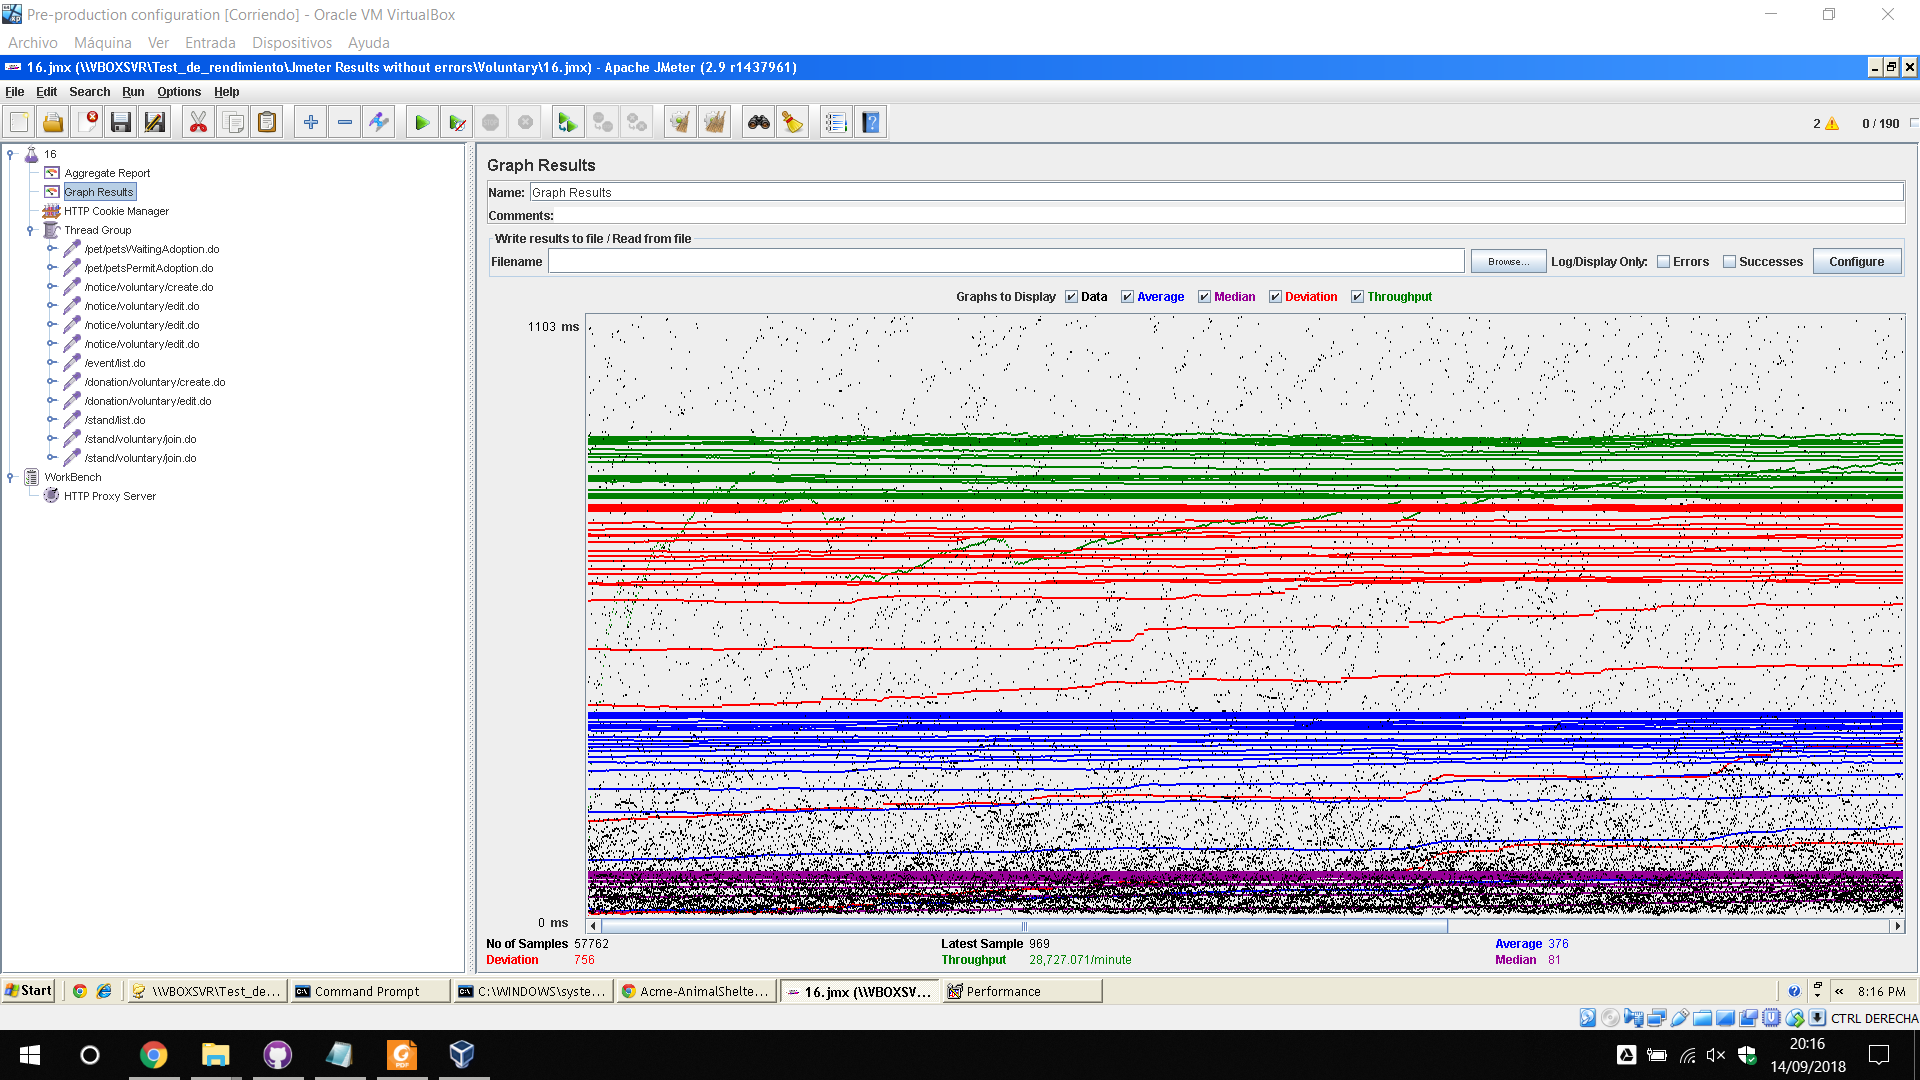 Pre-production configuration [Corriendo] - Oracle VM VirtualBox
Archivo Máquina Ver Entrada Dispositivos Ayuda
16.jmx (\\VBOXSVR\Test_de_rendimiento\Jmeter Results without errors\Voluntary\16.jmx) - Apache JMeter (2.9 r1437961)
File Edit Search Run Options Help
2 0 / 190
16
Aggregate Report
Graph Results
HTTP Cookie Manager
Thread Group
/pet/petsWaitingAdoption.do
/pet/petsPermitAdoption.do
/notice/voluntary/create.do
/notice/voluntary/edit.do
/notice/voluntary/edit.do
/notice/voluntary/edit.do
/event/list.do
/donation/voluntary/create.do
/donation/voluntary/edit.do
/stand/list.do
/stand/voluntary/join.do
/stand/voluntary/join.do
WorkBench
HTTP Proxy Server
Graph Results
Name: Graph Results
Comments:
Write results to file / Read from file
Filename Browse... Log/Display Only: Errors Successes Configure
Graphs to Display Data Average Median Deviation Throughput
1103 ms
0 ms
No of Samples 57762 Latest Sample 969 Average 376
Deviation 756 Throughput 28,727.071/minute Median 81
Start \\VBOXSVR\Test_de... Command Prompt C:\WINDOWS\syste... Acme-AnimalShelte... 16.jmx (\\VBOXSV... Performance « 8:16 PM
CTRL DERECHA
20:16
14/09/2018